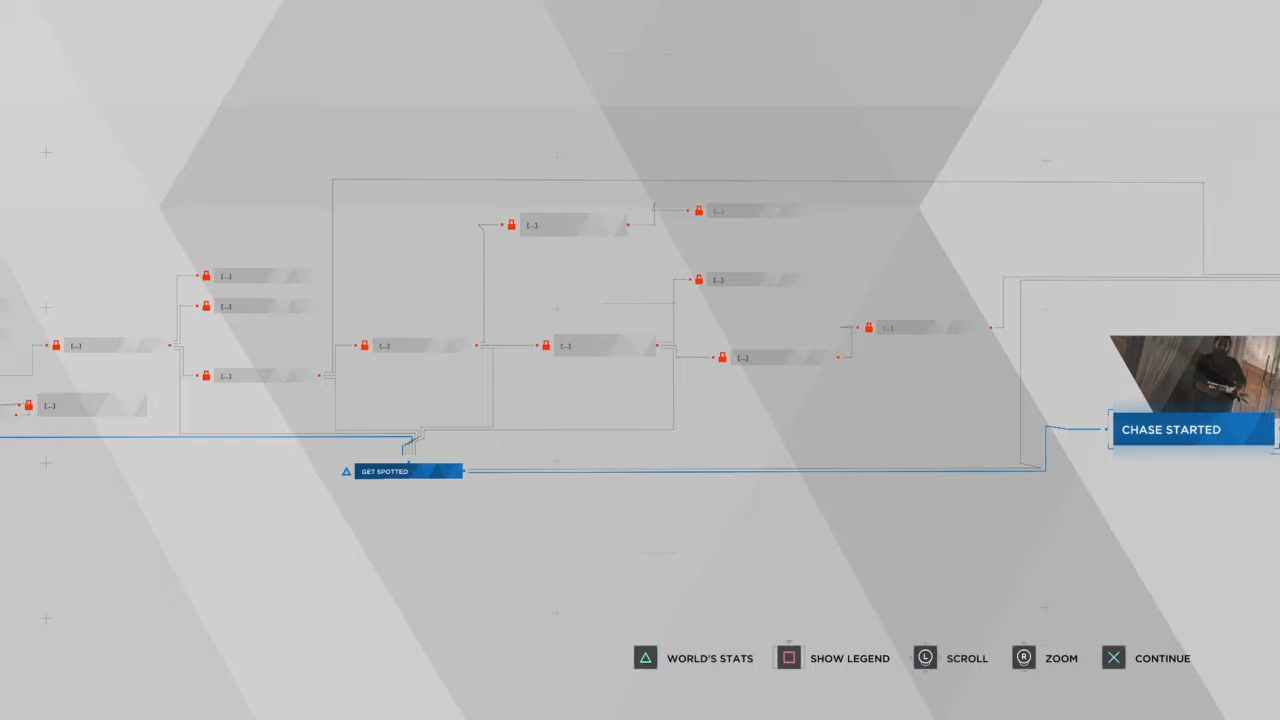 [...]
[...]
[...]
[...]
[...]
[...]
[...]
[...]
[...]
[...]
[...]
[...]
CHASE STARTED
GET SPOTTED
WORLD'S STATS
SHOW LEGEND
L
SCROLL
R
ZOOM
CONTINUE